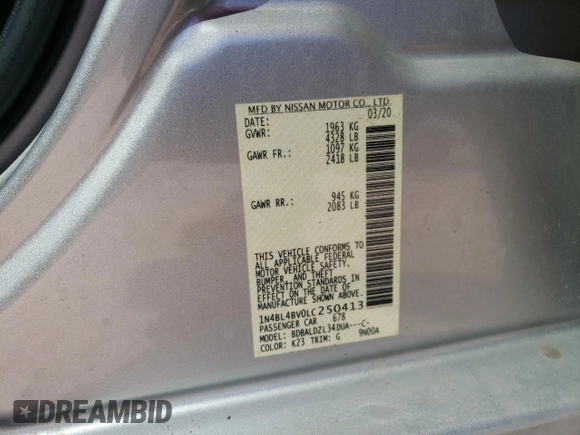 MFD BY NISSAN MOTOR CO., LTD.
DATE: 03/20
GVWR: 1963 KG
4328 LB
GAWR FR.: 1097 KG
2418 LB
GAWR RR.: 945 KG
2083 LB
THIS VEHICLE CONFORMS TO
ALL APPLICABLE FEDERAL
MOTOR VEHICLE SAFETY,
BUMPER, AND THEFT
PREVENTION STANDARDS IN
EFFECT ON THE DATE OF
MANUFACTURE SHOWN ABOVE.
1N4BL4BV0LC250413
PASSENGER CAR 678
MODEL: BDBALDZL34DUA---C-
COLOR: K23 TRIM: G 9N00A
DREAMBID